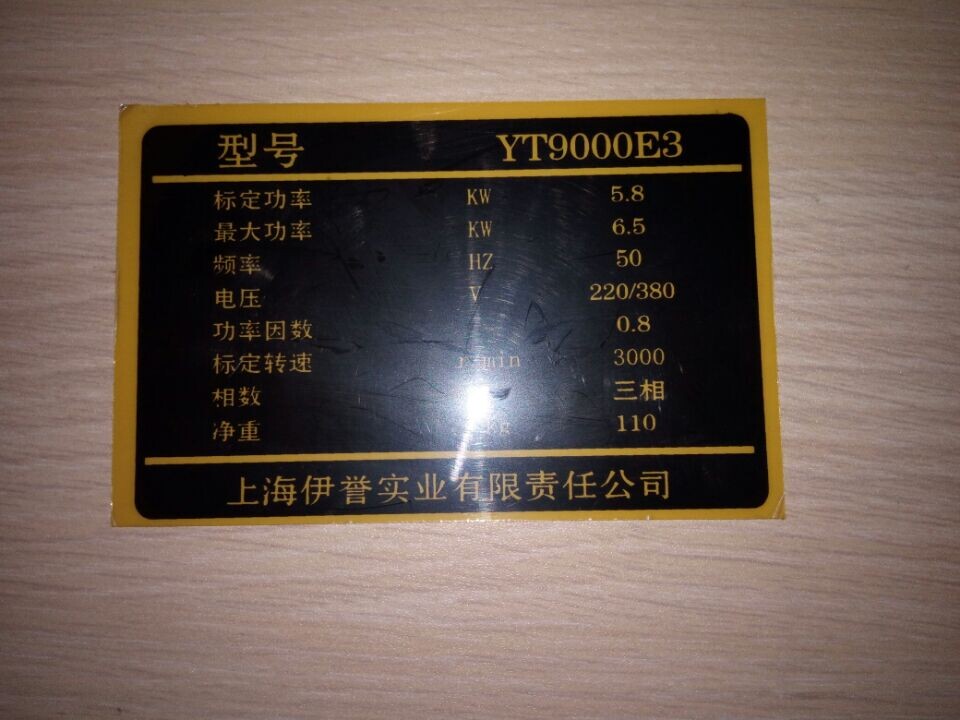 型号 YT9000E3
标定功率 KW 5.8
最大功率 KW 6.5
频率 HZ 50
电压 V 220/380
功率因数 0.8
标定转速 r/min 3000
相数 三相
净重 kg 110
上海伊誉实业有限责任公司